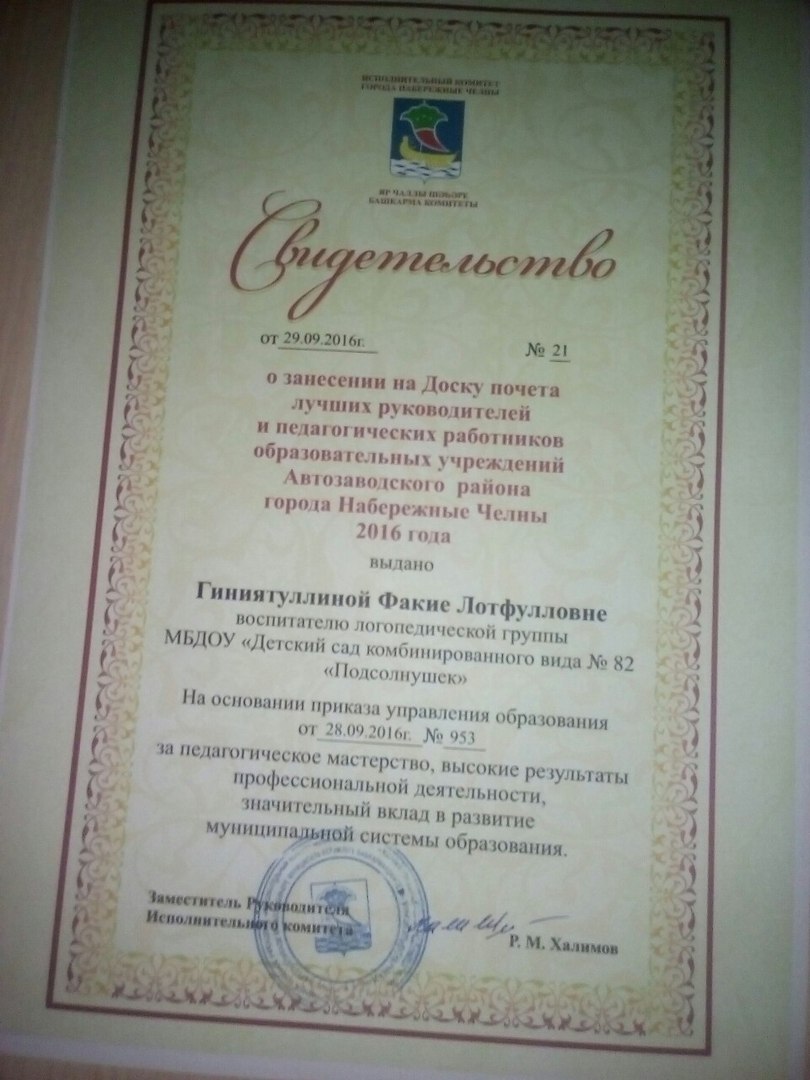 ИСПОЛНИТЕЛЬНЫЙ КОМИТЕТ
ГОРОДА НАБЕРЕЖНЫЕ ЧЕЛНЫ
ЯР ЧАЛЛЫ ШӘҺӘРЕ
БАШКАРМА КОМИТЕТЫ
Свидетельство
от 29.09.2016г. № 21
о занесении на Доску почета
лучших руководителей
и педагогических работников
образовательных учреждений
Автозаводского района
города Набережные Челны
2016 года
выдано
Гиниятуллиной Факие Лотфулловне
воспитателю логопедической группы
МБДОУ «Детский сад комбинированного вида № 82
«Подсолнушек»
На основании приказа управления образования
от 28.09.2016г. № 953
за педагогическое мастерство, высокие результаты
профессиональной деятельности,
значительный вклад в развитие
муниципальной системы образования.
Заместитель Руководителя
Исполнительного комитета
Р. М. Халимов